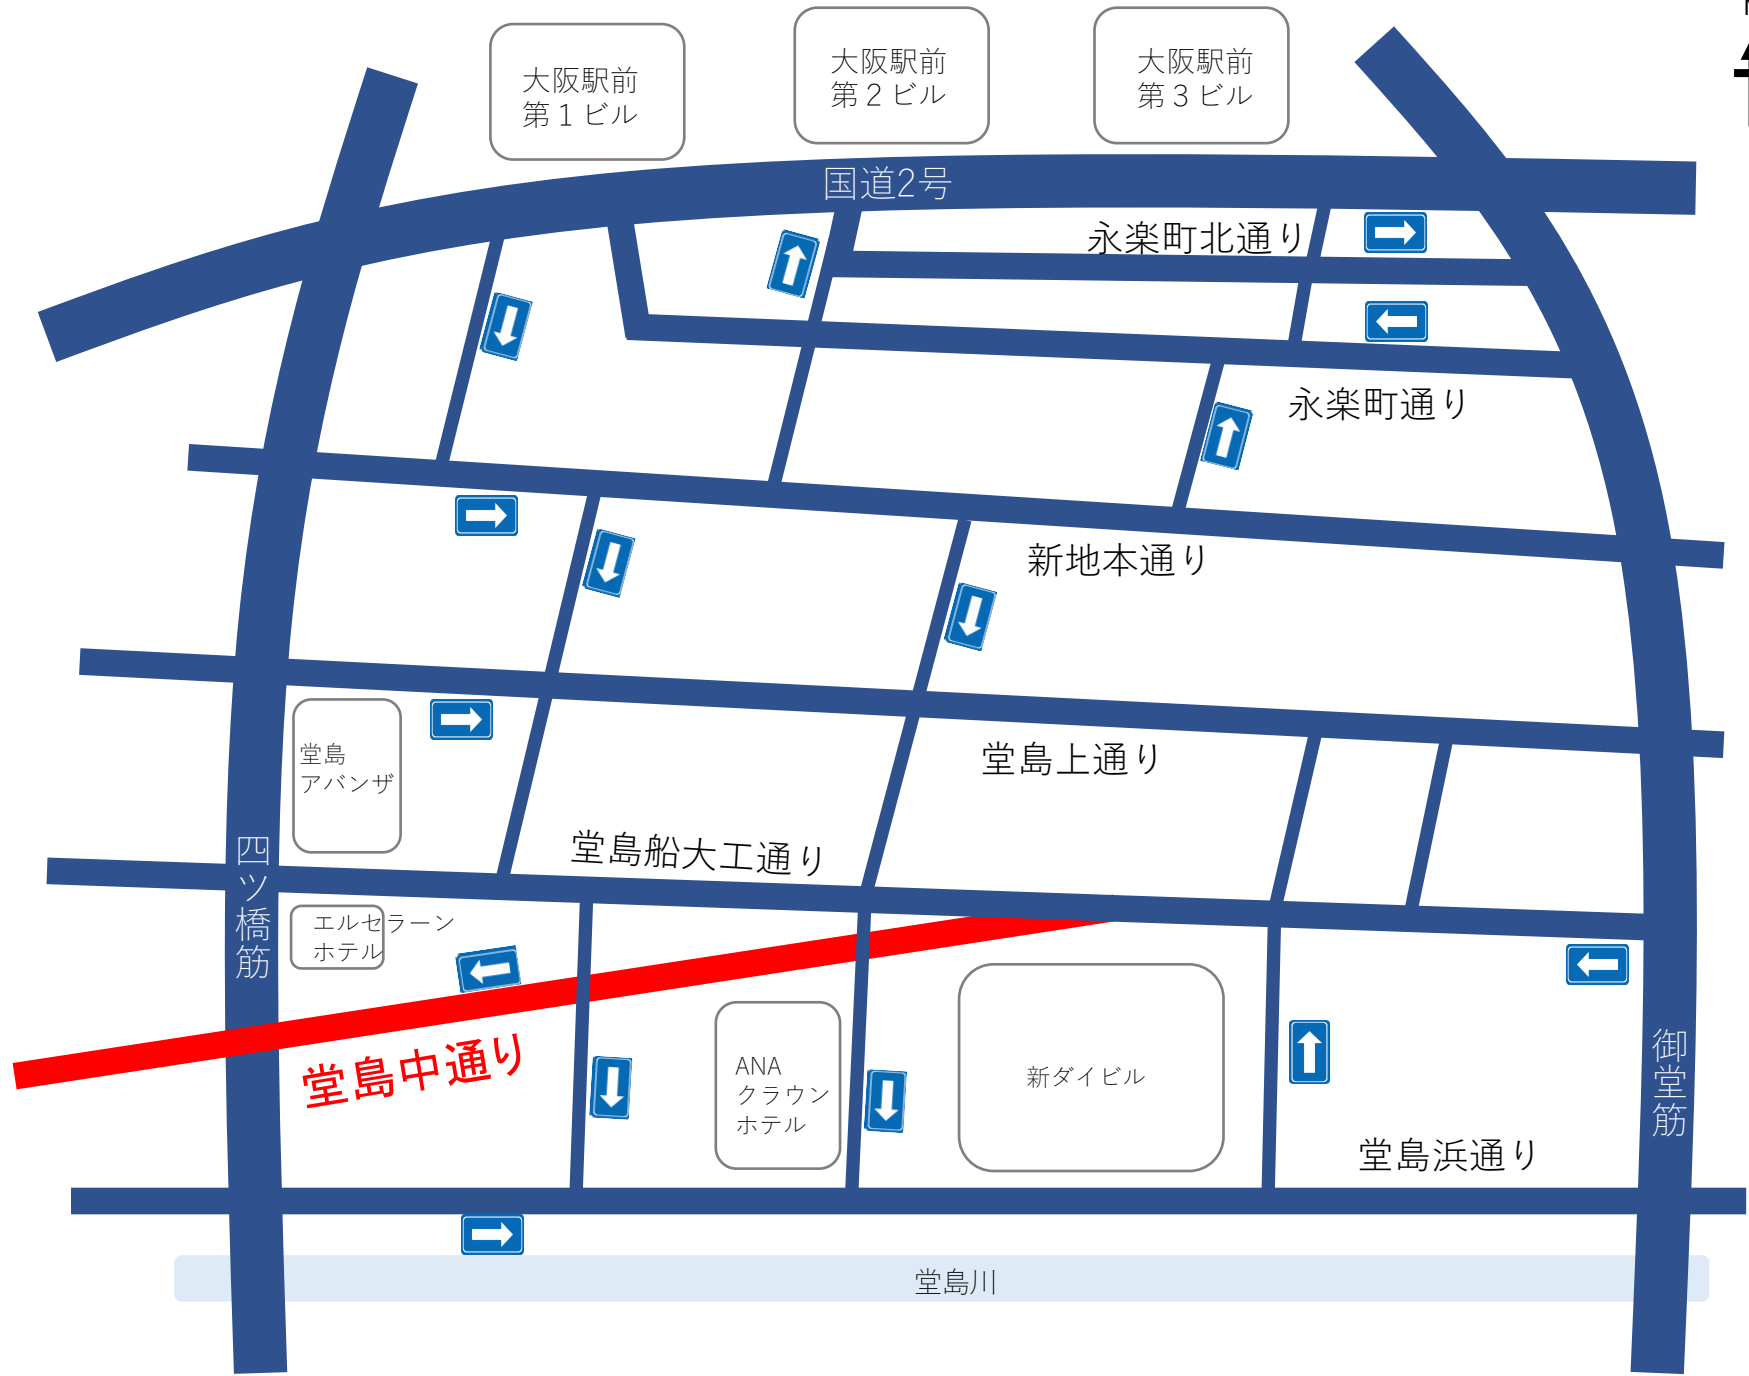 大阪駅前
第1ビル
大阪駅前
第2ビル
大阪駅前
第3ビル
国道2号
永楽町北通り
永楽町通り
新地本通り
堂島上通り
堂島
アバンザ
堂島船大工通り
四ツ橋筋
エルセラーン
ホテル
堂島中通り
ANA
クラウン
ホテル
新ダイビル
御堂筋
堂島浜通り
堂島川